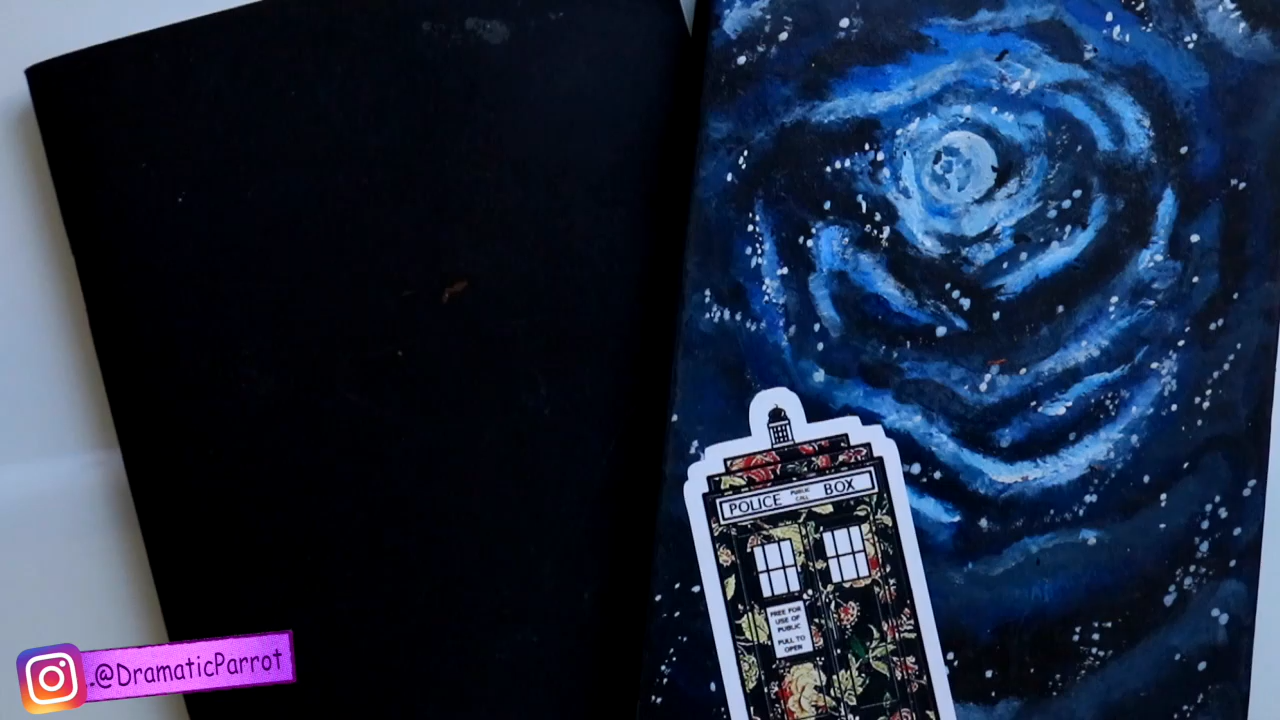 POLICE PUBLIC CALL BOX
FREE FOR
USE OF
PUBLIC
PULL TO
OPEN
@DramaticParrot